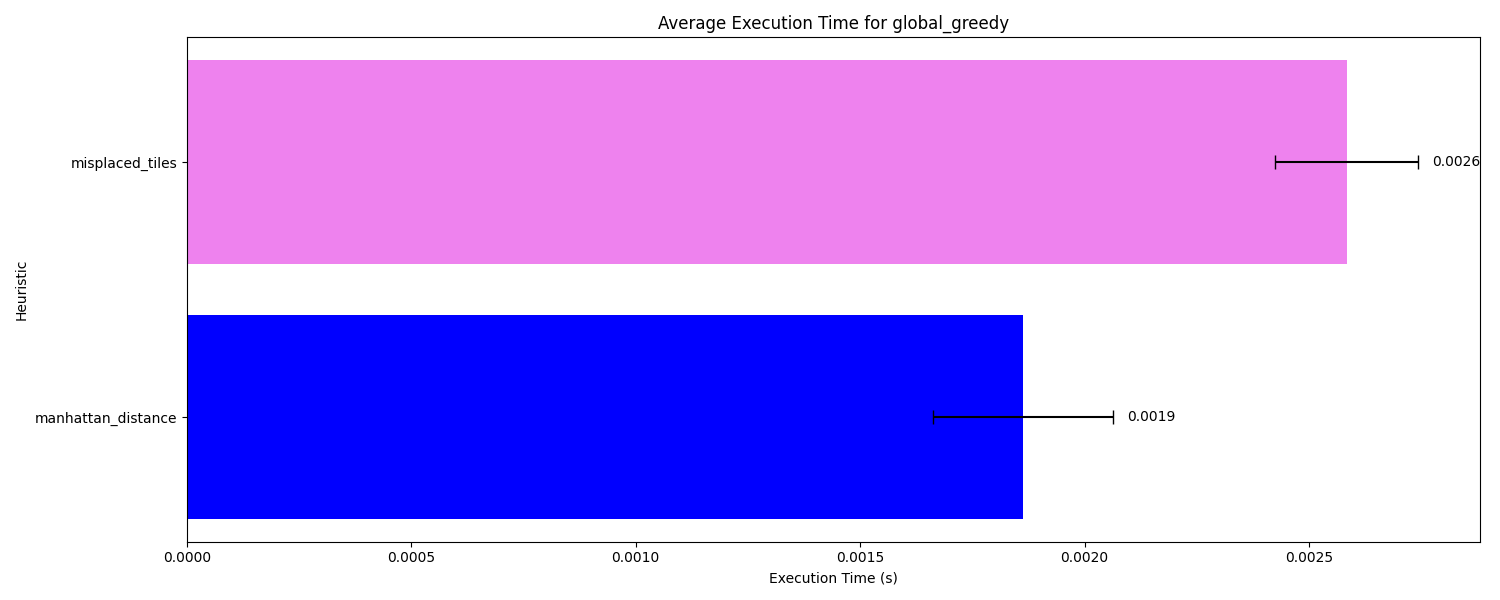 Average Execution Time for global_greedy
misplaced_tiles
0.0026
Heuristic
manhattan_distance
0.0019
0.0000 0.0005 0.0010 0.0015 0.0020 0.0025
Execution Time (s)